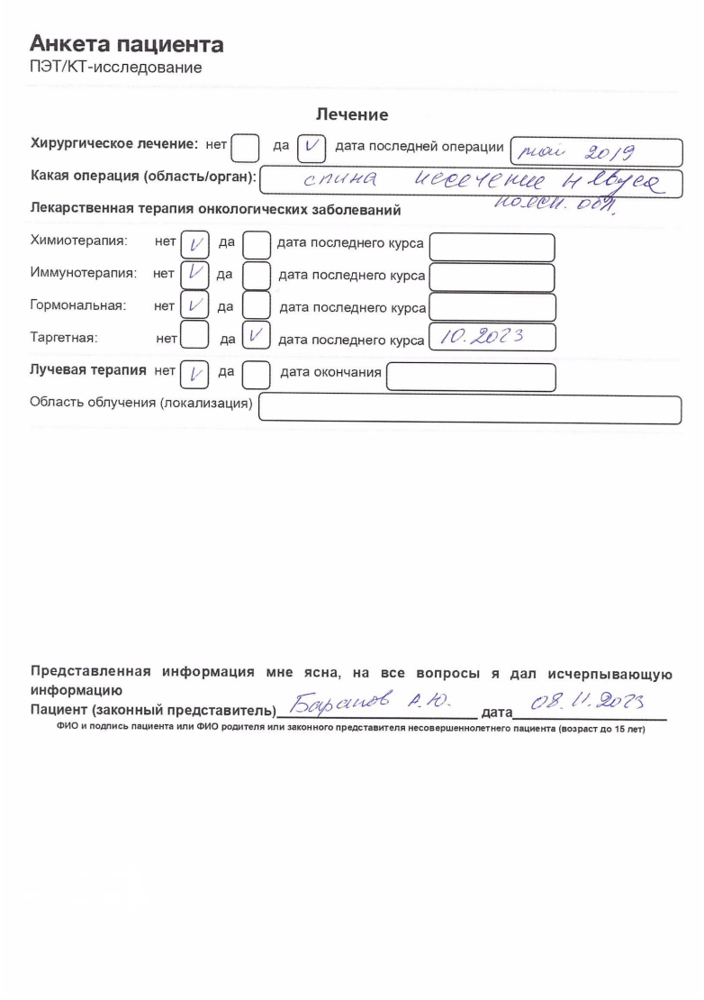 Анкета пациента
ПЭТ/КТ-исследование
Лечение
Хирургическое лечение: нет да V дата последней операции май 2019
Какая операция (область/орган): спина иссечение невуса
поясн. обл.
Лекарственная терапия онкологических заболеваний
Химиотерапия: нет V да дата последнего курса
Иммунотерапия: нет V да дата последнего курса
Гормональная: нет V да дата последнего курса
Таргетная: нет да V дата последнего курса 10.2023
Лучевая терапия нет V да дата окончания
Область облучения (локализация)
Представленная информация мне ясна, на все вопросы я дал исчерпывающую
информацию
Пациент (законный представитель) Баранов А.Ю. дата 08.11.2023
ФИО и подпись пациента или ФИО родителя или законного представителя несовершеннолетнего пациента (возраст до 15 лет)